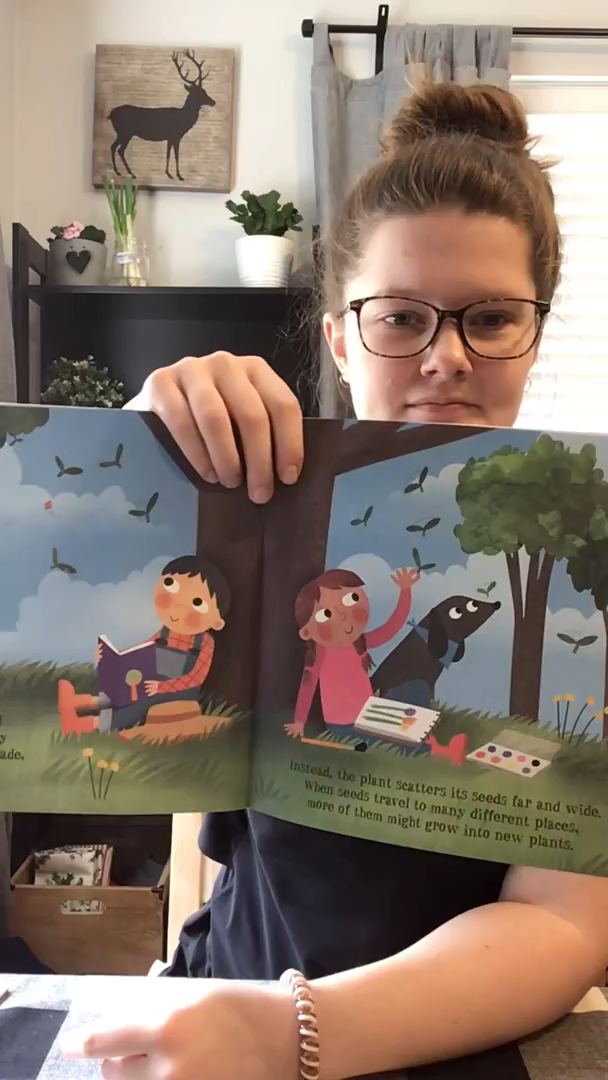 ade,
Instead, the plant scatters its seeds far and wide.
When seeds travel to many different places,
more of them might grow into new plants.